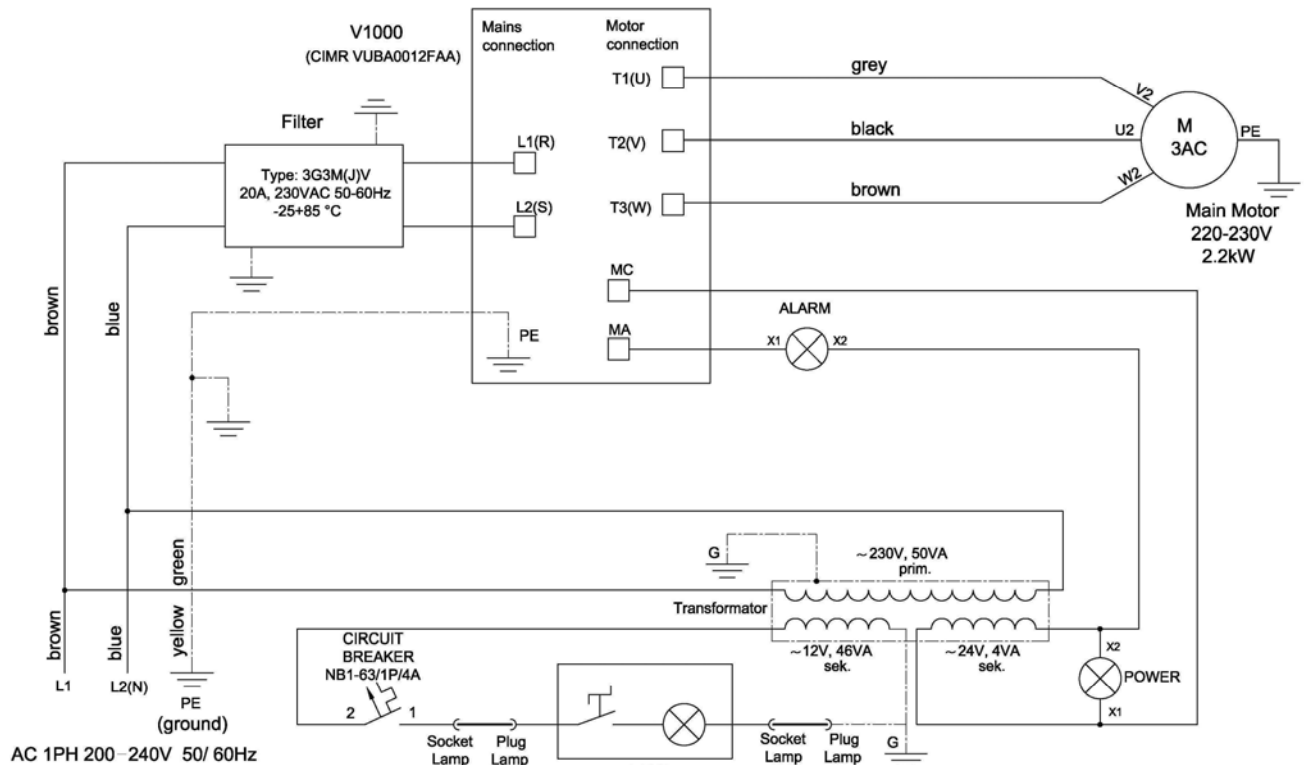 V1000
(CIMR VUBA0012FAA)
Mains
connection
Motor
connection
T1(U)
grey
V2
Filter
L1(R)
T2(V)
black
U2
M
3AC
PE
Type: 3G3M(J)V
20A, 230VAC 50-60Hz
-25+85 °C
L2(S)
T3(W)
brown
W2
Main Motor
220-230V
2.2kW
MC
ALARM
brown
blue
PE
MA
X1
X2
G
~230V, 50VA
prim.
yellow green
Transformator
brown
blue
CIRCUIT
BREAKER
NB1-63/1P/4A
~12V, 46VA
sek.
~24V, 4VA
sek.
X2
POWER
X1
L1
L2(N)
PE
(ground)
2
1
Socket
Lamp
Plug
Lamp
Socket
Lamp
Plug
Lamp
G
AC 1PH 200-240V 50/ 60Hz